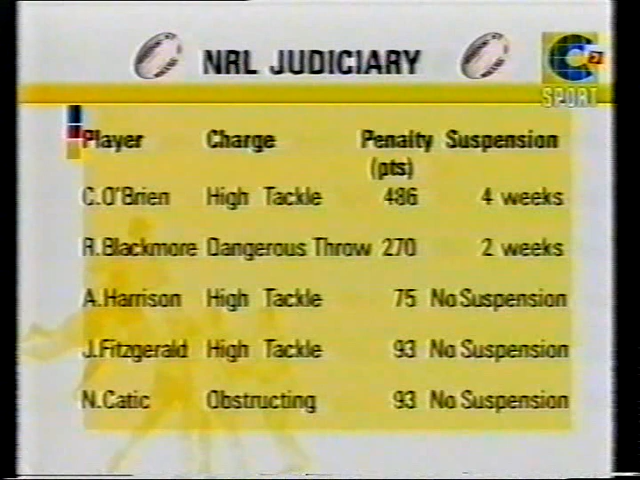 NRL JUDICIARY
C7
SPORT
Player Charge Penalty (pts) Suspension
C.O'Brien High Tackle 486 4 weeks
R.Blackmore Dangerous Throw 270 2 weeks
A.Harrison High Tackle 75 No Suspension
J.Fitzgerald High Tackle 93 No Suspension
N.Catic Obstructing 93 No Suspension